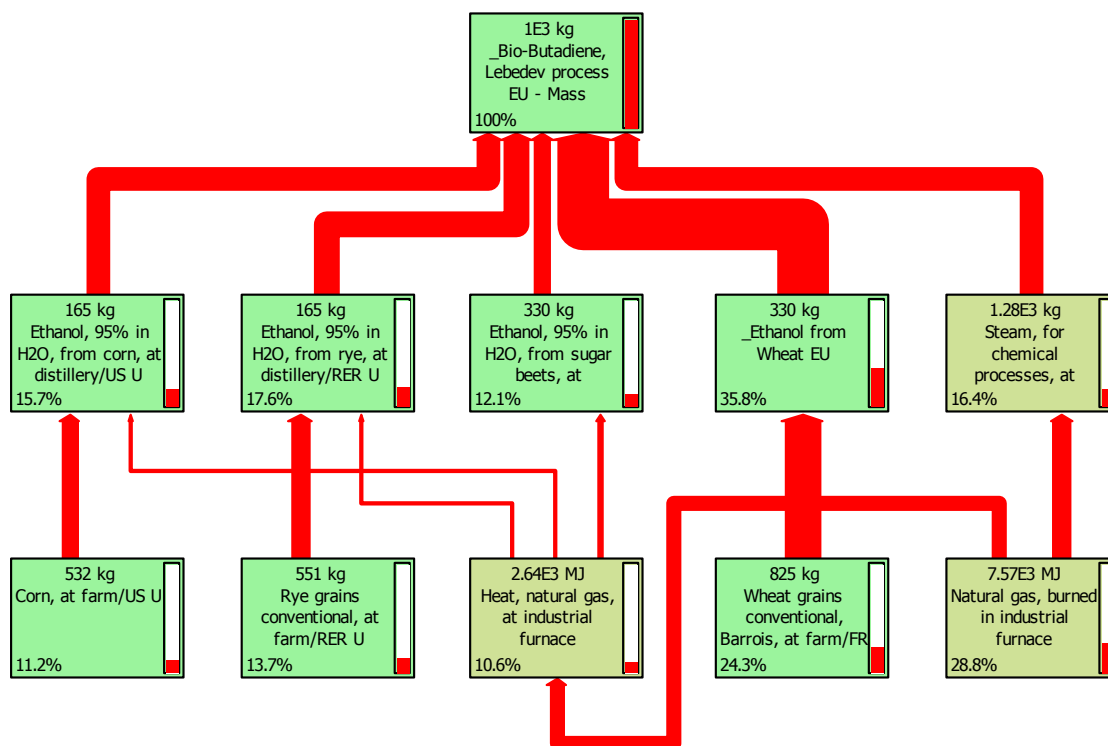 1E3 kg
_Bio-Butadiene,
Lebedev process
EU - Mass
100%
165 kg
Ethanol, 95% in
H2O, from corn, at
distillery/US U
15.7%
165 kg
Ethanol, 95% in
H2O, from rye, at
distillery/RER U
17.6%
330 kg
Ethanol, 95% in
H2O, from sugar
beets, at
12.1%
330 kg
_Ethanol from
Wheat EU
35.8%
1.28E3 kg
Steam, for
chemical
processes, at
16.4%
532 kg
Corn, at farm/US U
11.2%
551 kg
Rye grains
conventional, at
farm/RER U
13.7%
2.64E3 MJ
Heat, natural gas,
at industrial
furnace
10.6%
825 kg
Wheat grains
conventional,
Barrois, at farm/FR
24.3%
7.57E3 MJ
Natural gas, burned
in industrial
furnace
28.8%